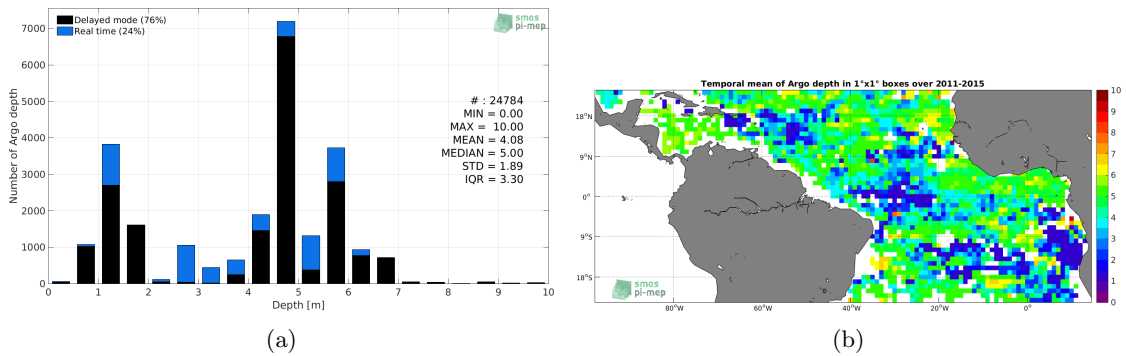 Delayed mode (76%)
Real time (24%)
smos
pi-mep
7000
6000
5000
4000
3000
2000
1000
0
Number of Argo depth
# : 24784
MIN = 0.00
MAX = 10.00
MEAN = 4.08
MEDIAN = 5.00
STD = 1.89
IQR = 3.30
0 1 2 3 4 5 6 7 8 9 10
Depth [m]
(a)
Temporal mean of Argo depth in 1°x1° boxes over 2011-2015
18°N
9°N
0°
9°S
18°S
80°W 60°W 40°W 20°W 0°
smos
pi-mep
10
9
8
7
6
5
4
3
2
1
0
(b)